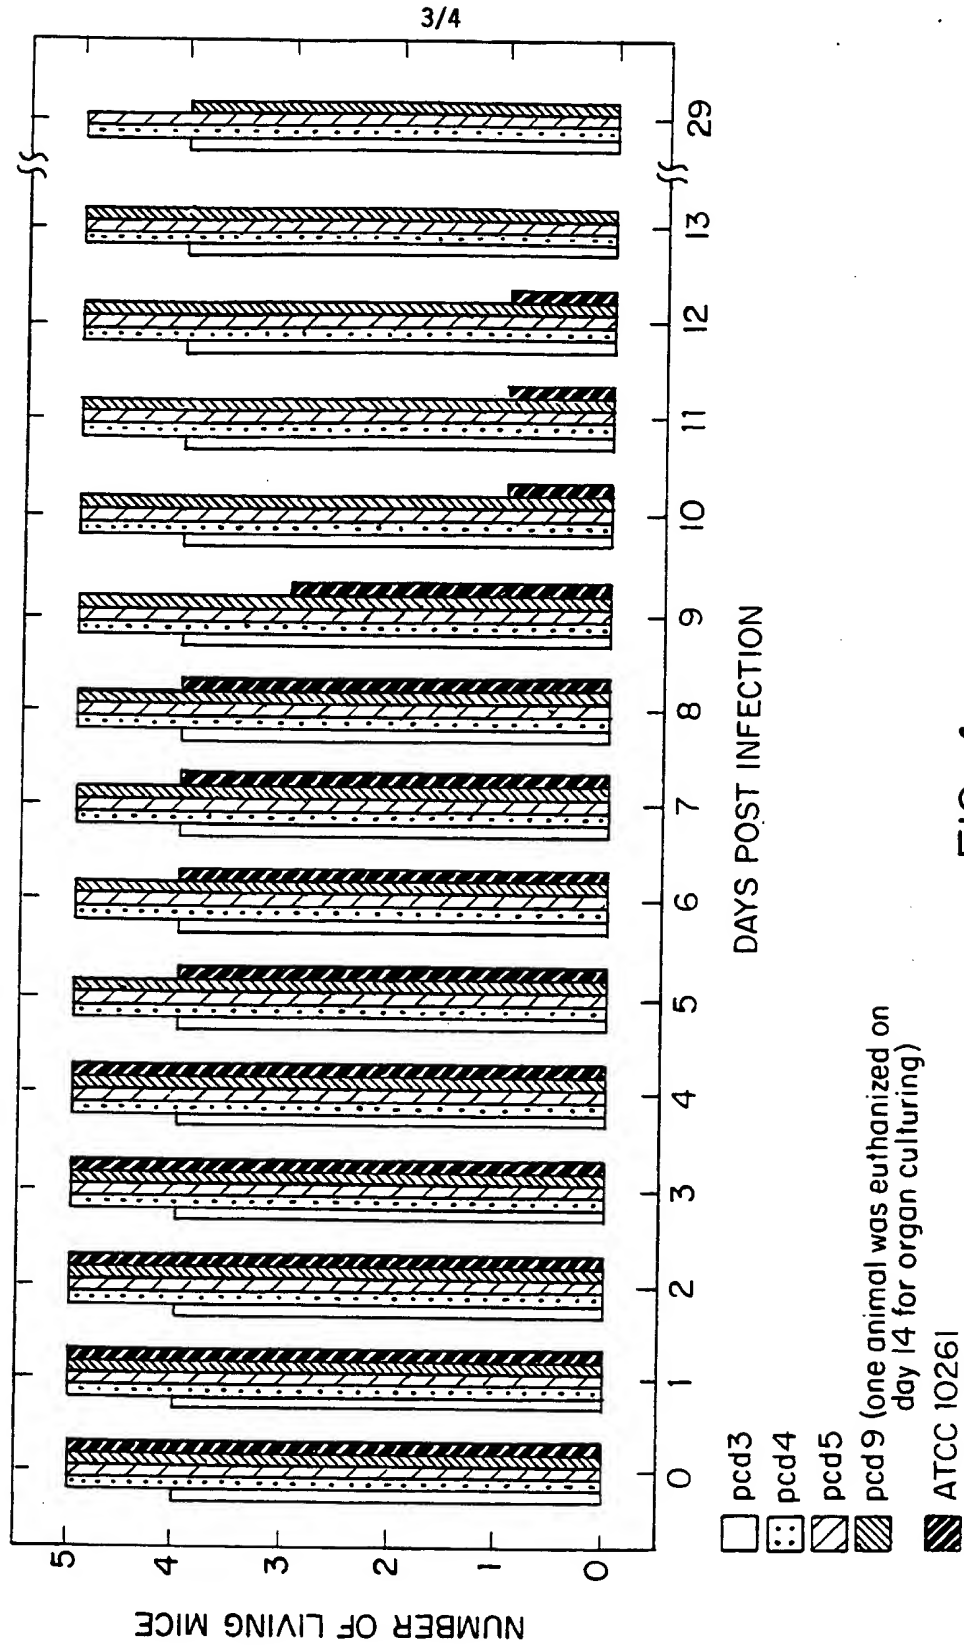 3/4
NUMBER OF LIVING MICE
5
4
3
2
1
0
0 1 2 3 4 5 6 7 8 9 10 11 12 13 29
DAYS POST INFECTION
pcd3
pcd4
pcd5
pcd9 (one animal was euthanized on
day 14 for organ culturing)
ATCC 10261